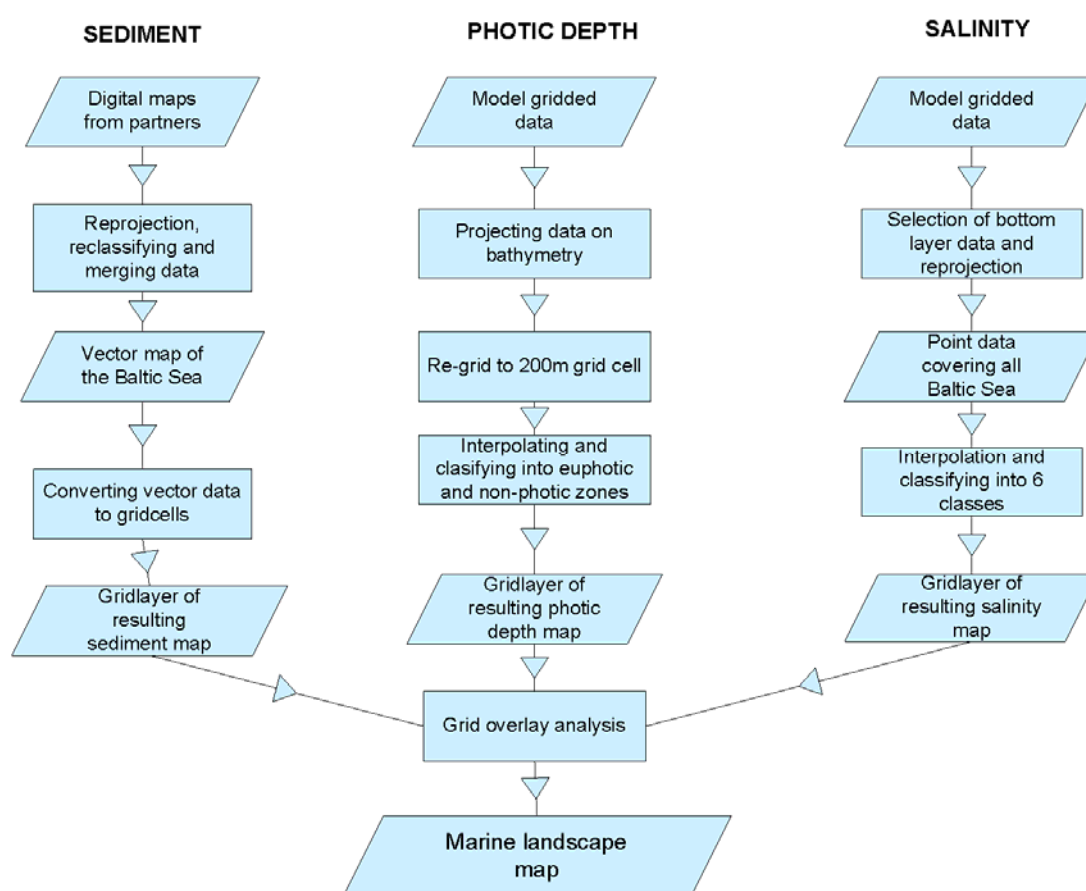 SEDIMENT
Digital maps
from partners
Reprojection,
reclassifying and
merging data
Vector map of
the Baltic Sea
Converting vector data
to gridcells
Gridlayer of
resulting
sediment map
PHOTIC DEPTH
Model gridded
data
Projecting data on
bathymetry
Re-grid to 200m grid cell
Interpolating and
clasifying into euphotic
and non-photic zones
Gridlayer of
resulting photic
depth map
SALINITY
Model gridded
data
Selection of bottom
layer data and
reprojection
Point data
covering all
Baltic Sea
Interpolation and
classifying into 6
classes
Gridlayer of
resulting salinity
map
Grid overlay analysis
Marine landscape
map